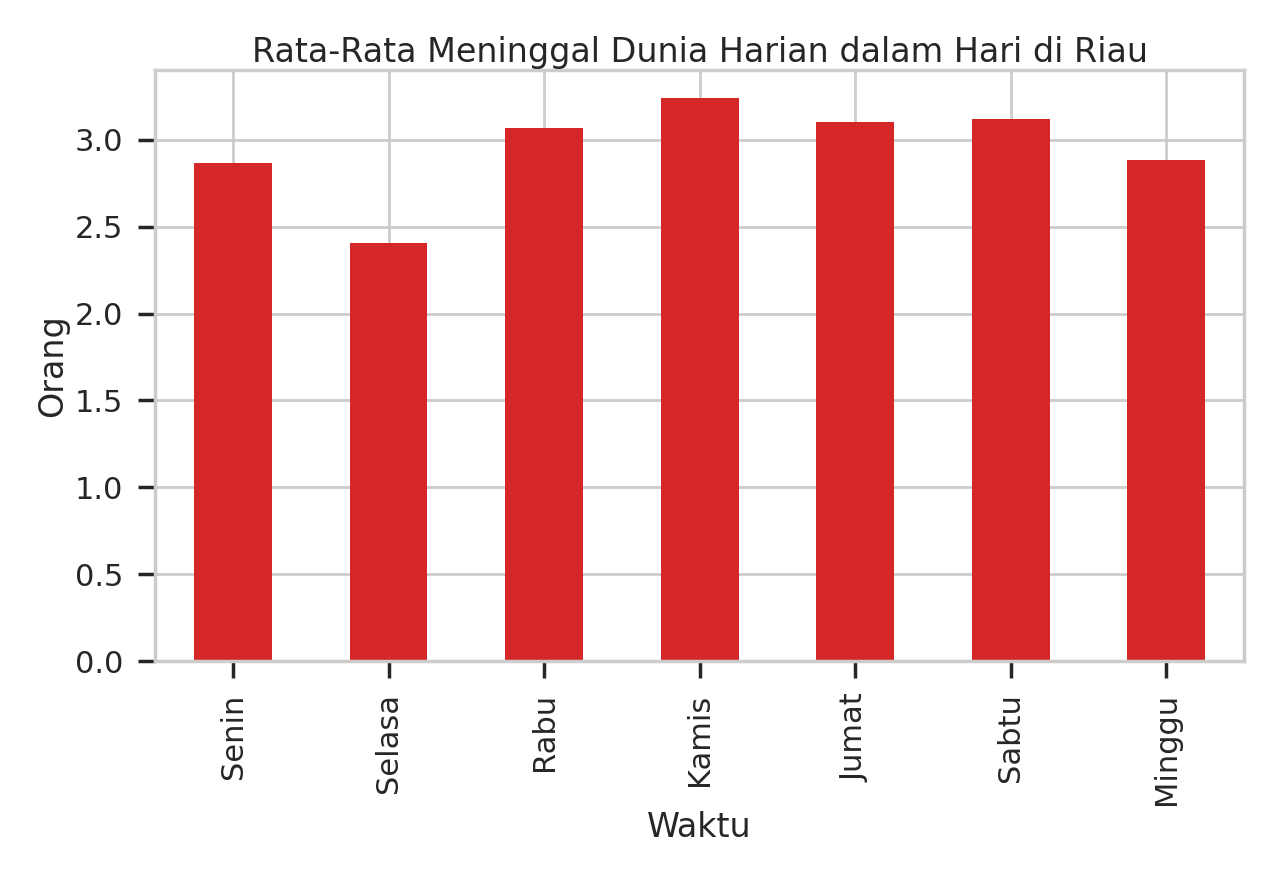 Rata-Rata Meninggal Dunia Harian dalam Hari di Riau
Orang
3.0
2.5
2.0
1.5
1.0
0.5
0.0
Senin
Selasa
Rabu
Kamis
Jumat
Sabtu
Minggu
Waktu